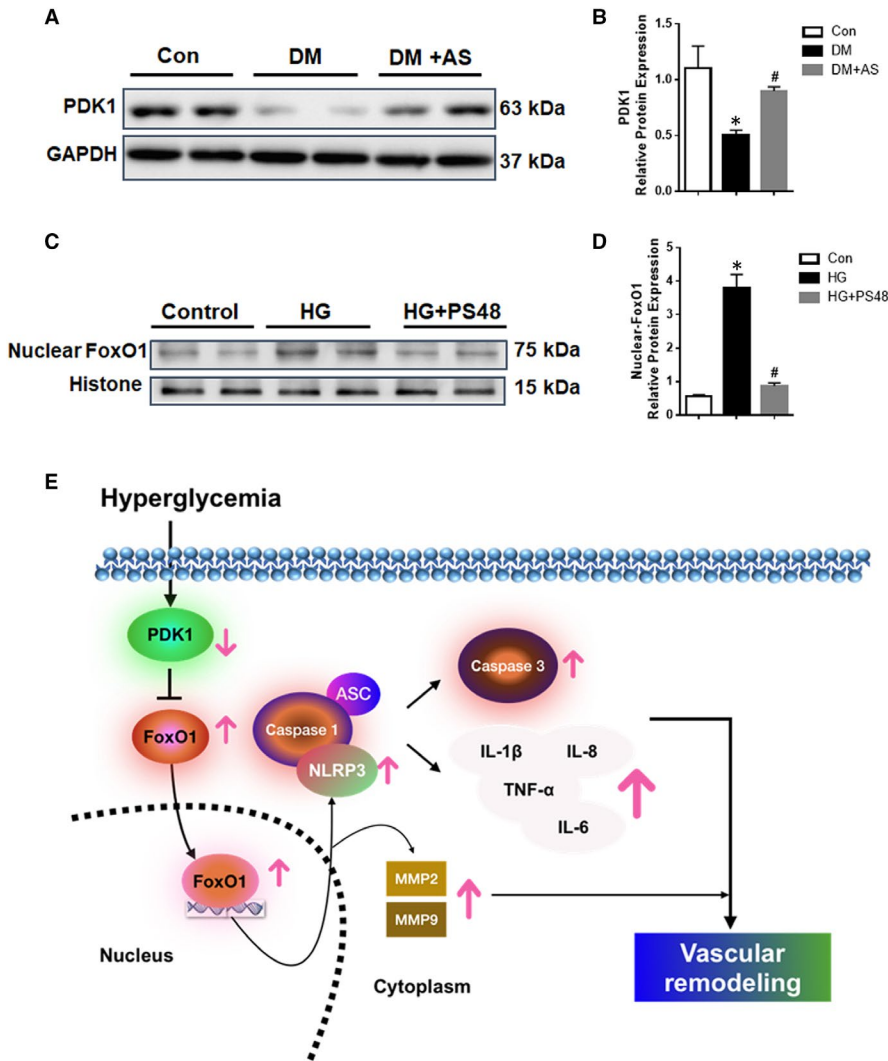 A
Con DM DM +AS
PDK1 63 kDa
GAPDH 37 kDa
B
PDK1
Relative Protein Expression
1.5
1.0
0.5
0.0
*
#
Con
DM
DM+AS
C
Control HG HG+PS48
Nuclear FoxO1 75 kDa
Histone 15 kDa
D
Nuclear-FoxO1
Relative Protein Expression
5
4
3
2
1
0
*
#
Con
HG
HG+PS48
E
Hyperglycemia
PDK1
FoxO1
ASC
Caspase 1
NLRP3
Caspase 3
IL-1β IL-8
TNF-α
IL-6
FoxO1
MMP2
MMP9
Nucleus
Cytoplasm
Vascular
remodeling